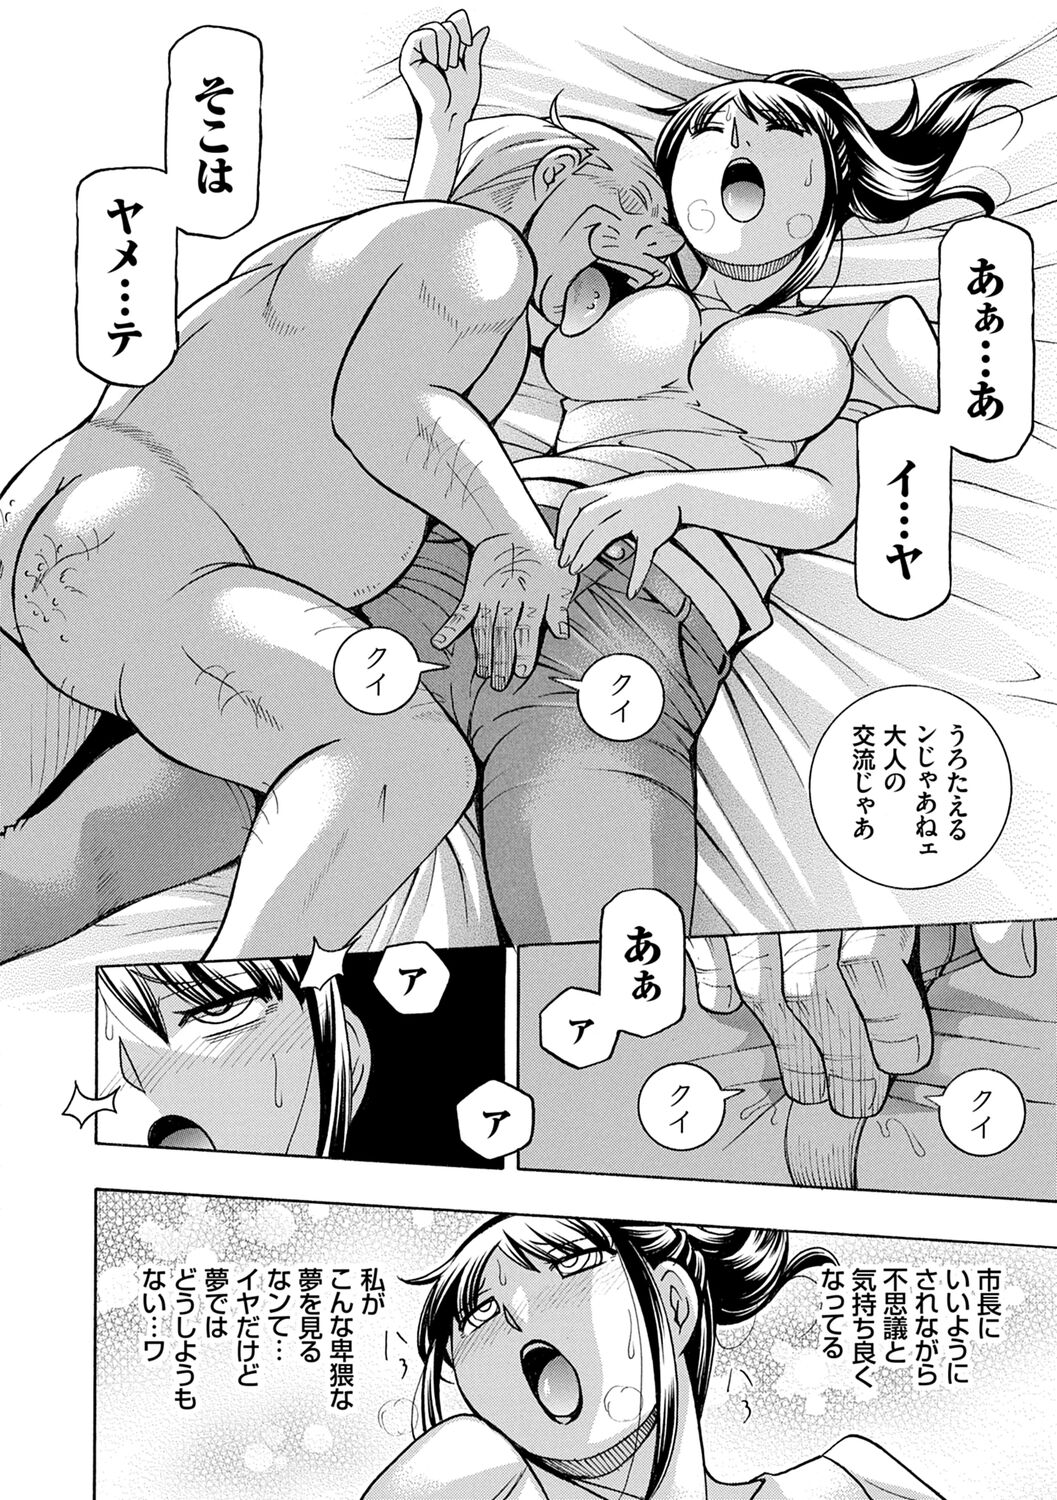 あぁ…あ
イ…ヤ
そこは
ヤメ…テ
クイ
クイ
うろたえる
ンじゃあねェ
大人の
交流じゃあ
あぁ
ア
クイ
クイ
ア
ア
市長に
いいように
されながら
不思議と
気持ち良く
なってる
私が
こんな卑猥な
夢を見る
なンて…
イヤだけど
夢では
どうしようも
ない…ワ